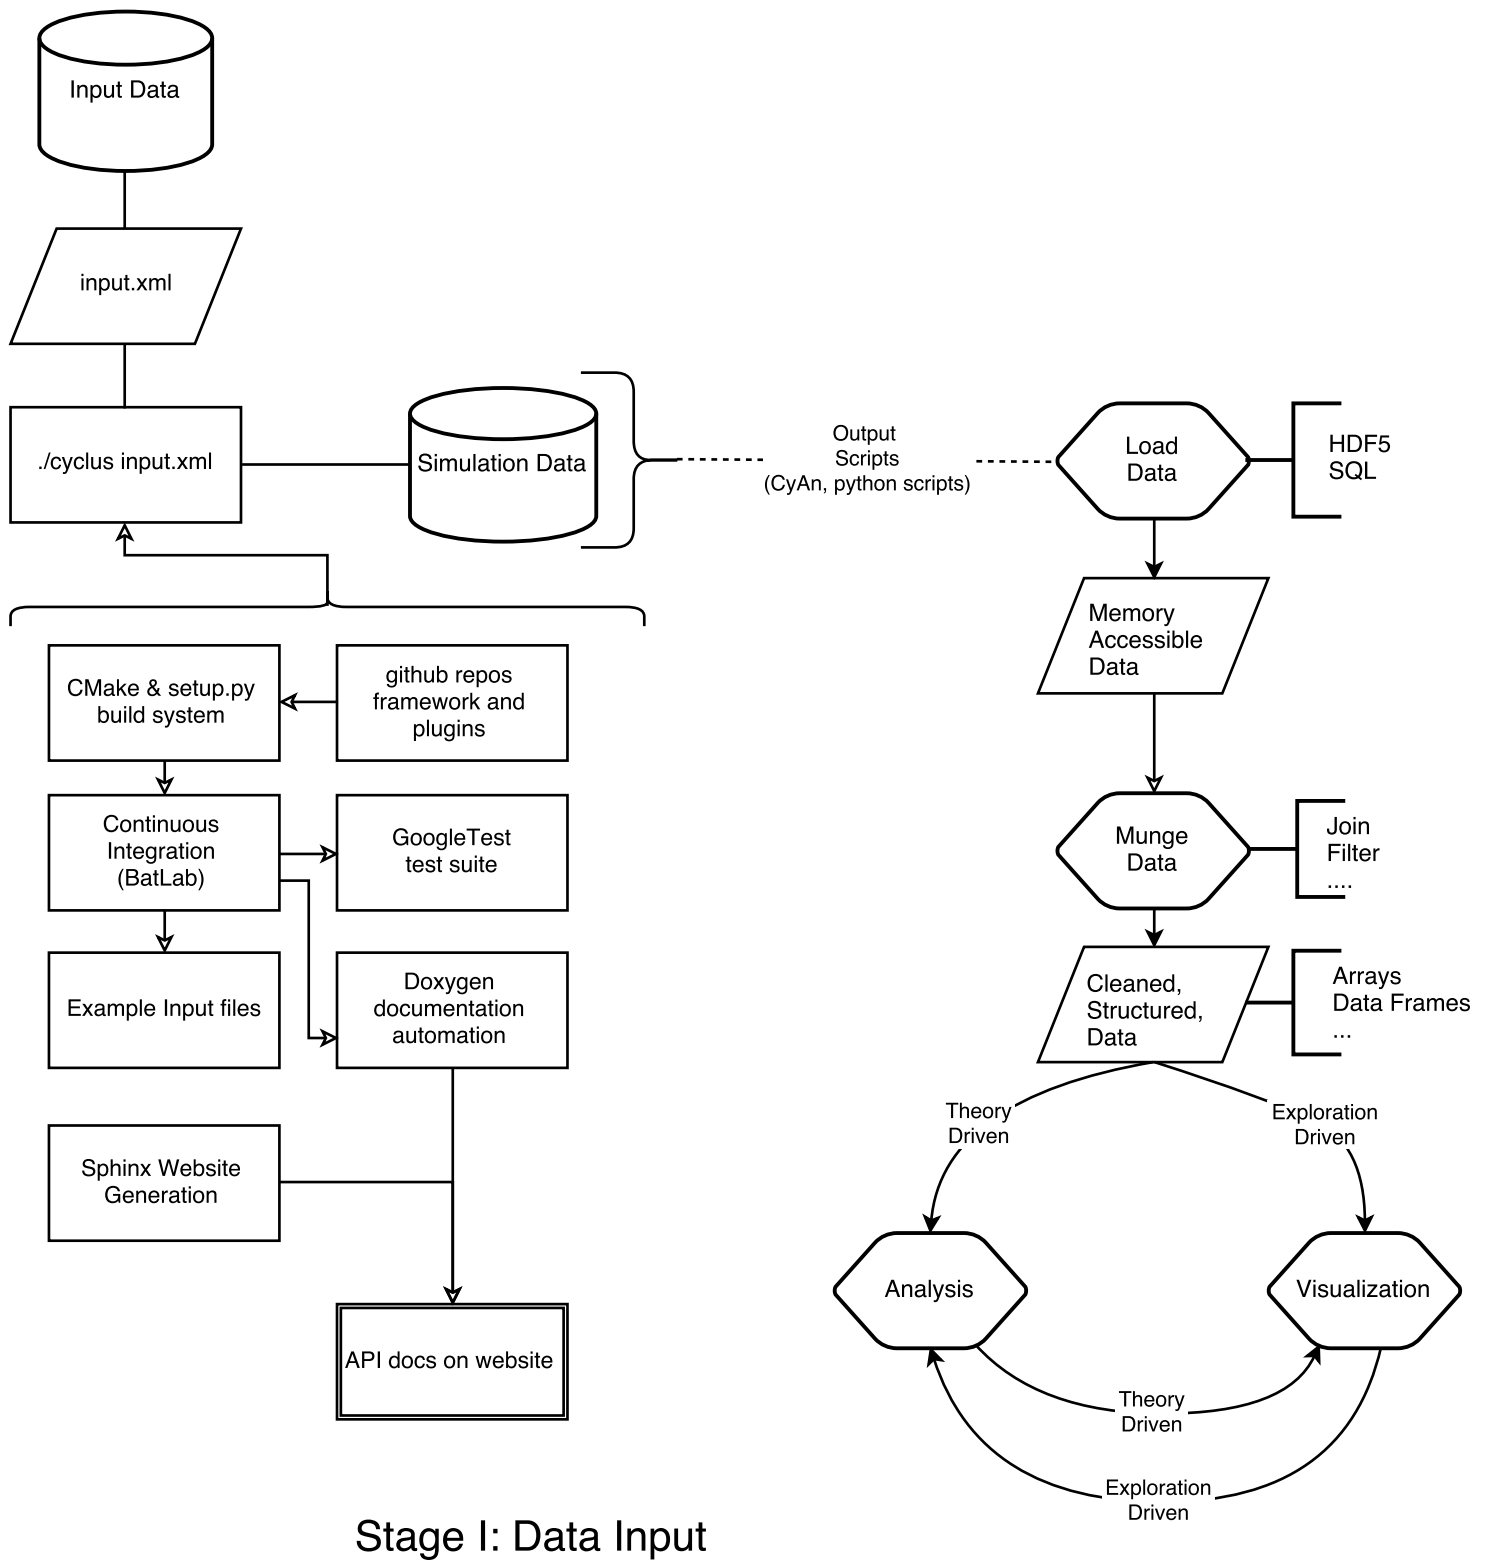 Input Data
input.xml
./cyclus input.xml
Simulation Data
Output
Scripts
(CyAn, python scripts)
Load
Data
HDF5
SQL
Memory
Accessible
Data
CMake & setup.py
build system
github repos
framework and
plugins
Continuous
Integration
(BatLab)
GoogleTest
test suite
Munge
Data
Join
Filter
....
Example Input files
Doxygen
documentation
automation
Cleaned,
Structured,
Data
Arrays
Data Frames
...
Theory
Driven
Exploration
Driven
Sphinx Website
Generation
Analysis
Visualization
API docs on website
Theory
Driven
Exploration
Driven
Stage I: Data Input